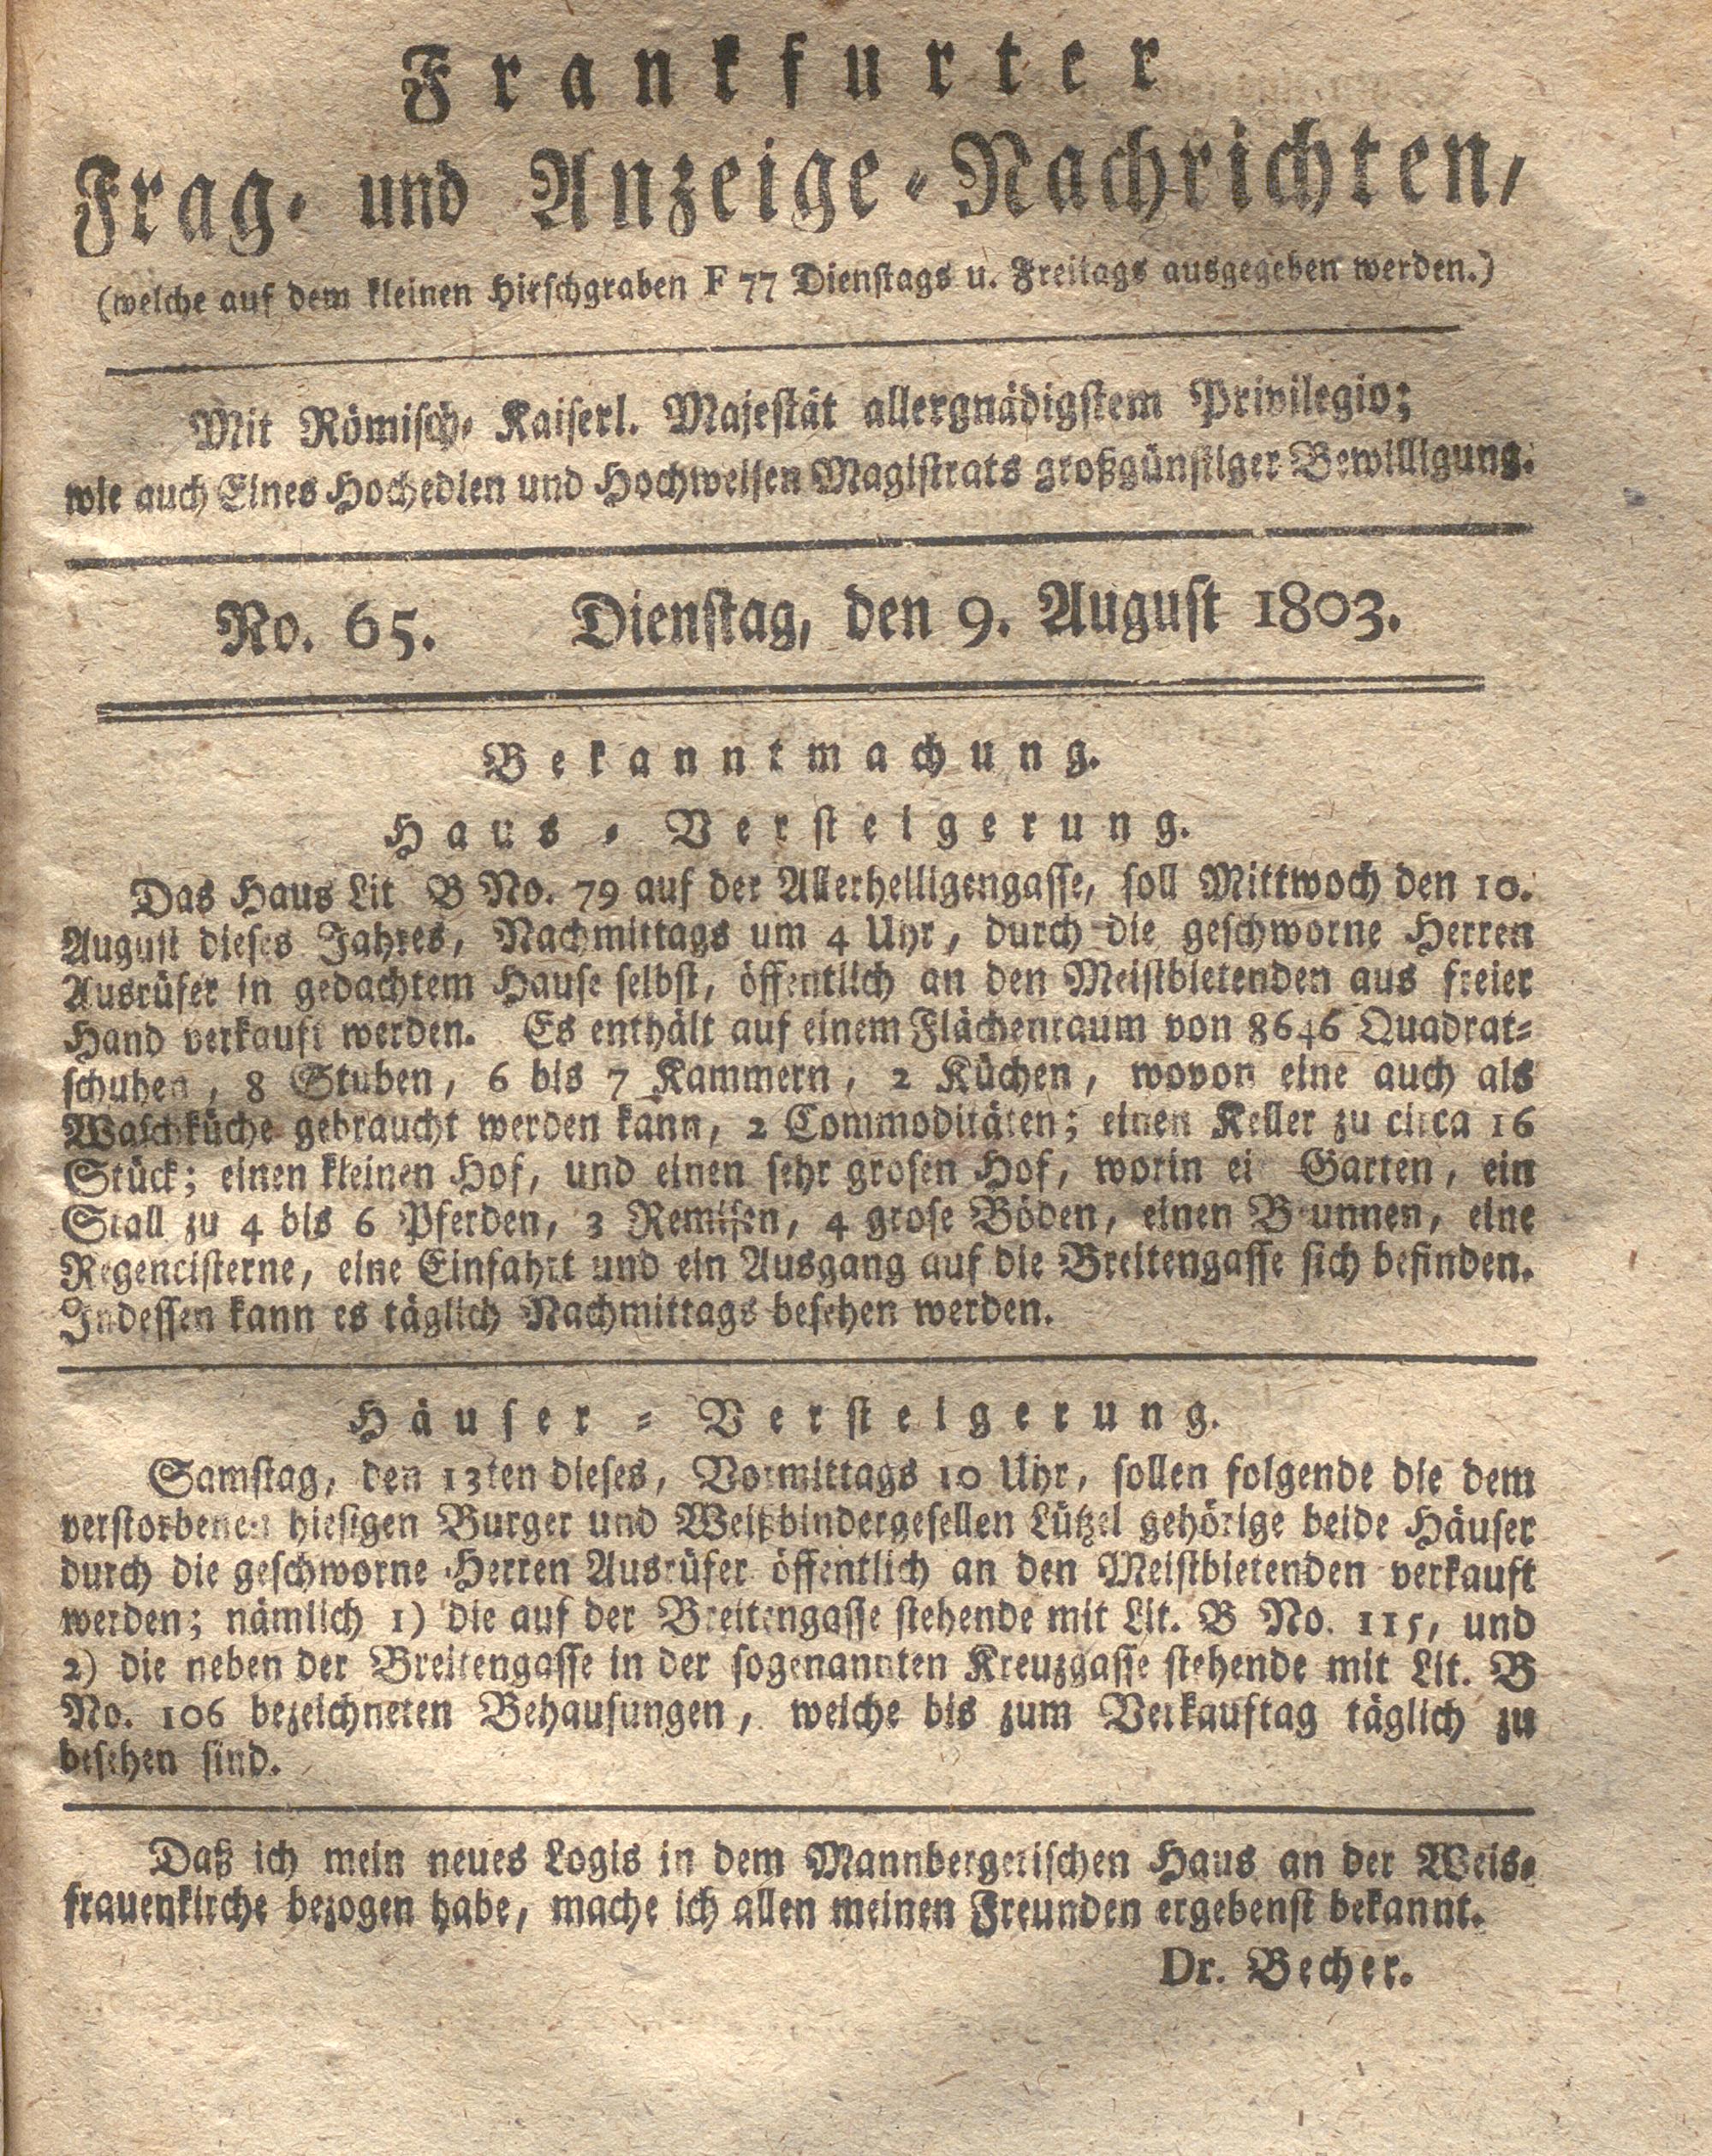 Frankfurter
Frag- und Anzeige-Nachrichten,
(welche auf dem kleinen Hirschgraben F 77 Dienstags u. Freitags ausgegeben werden.)
Mit Römisch- Kaiserl. Majestät allergnädigstem Privilegio;
wie auch Eines Hochedlen und Hochweisen Magistrats großgünstiger Bewilligung.
No. 65. Dienstag, den 9. August 1803.
Bekanntmachung.
Haus-Versteigerung.
Das Haus Lit B No. 79 auf der Allerheiligengasse, soll Mittwoch den 10.
August dieses Jahres, Nachmittags um 4 Uhr, durch die geschworne Herren
Ausrüfer in gedachtem Hause selbst, öffentlich an den Meistbietenden aus freier
Hand verkauft werden. Es enthält auf einem Flächenraum von 8646 Quadrat-
schuhen, 8 Stuben, 6 bis 7 Kammern, 2 Küchen, wovon eine auch als
Waschküche gebraucht werden kann, 2 Commoditäten; einen Keller zu circa 16
Stück; einen kleinen Hof, und einen sehr grosen Hof, worin ei Garten, ein
Stall zu 4 bis 6 Pferden, 3 Remisen, 4 grose Böden, einen Brunnen, eine
Regencisterne, eine Einfahrt und ein Ausgang auf die Breitengasse sich befinden.
Indessen kann es täglich Nachmittags besehen werden.
Häuser-Versteigerung.
Samstag, den 13ten dieses, Vormittags 10 Uhr, sollen folgende die dem
verstorbenen hiesigen Burger und Weißbindergesellen Lützel gehörige beide Häuser
durch die geschworne Herren Ausrüfer öffentlich an den Meistbietenden verkauft
werden; nämlich 1) die auf der Breitengasse stehende mit Lit. B No. 115, und
2) die neben der Breitengasse in der sogenannten Kreuzgasse stehende mit Lit. B
No. 106 bezeichneten Behausungen, welche bis zum Verkauftag täglich zu
besehen sind.
Daß ich mein neues Logis in dem Mannbergerischen Haus an der Weis-
frauenkirche bezogen habe, mache ich allen meinen Freunden ergebenst bekannt.
Dr. Becher.